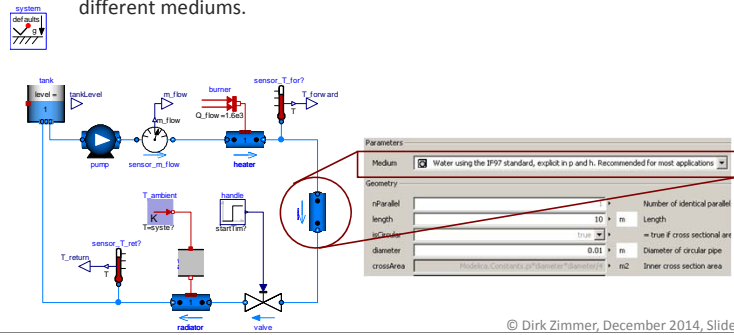 different mediums.
system
defaults
g
tank
level =
1
tankLevel
m_flow
m_flow
burner
Q_flow=1.6e3
sensor_T_for?
T_forward
T
pump
sensor_m_flow
1
heater
T_ambient
K
T=syste?
handle
startTim?
sensor_T_ret?
T_return
T
1
radiator
valve
Parameters
Medium Water using the IF97 standard, explicit in p and h. Recommended for most applications
Geometry
nParallel 1 Number of identical parallel
length 10 m Length
isCircular true = true if cross sectional are
diameter 0.01 m Diameter of circular pipe
crossArea Modelica.Constants.pi*diameter*diameter/4 m2 Inner cross section area
© Dirk Zimmer, December 2014, Slide